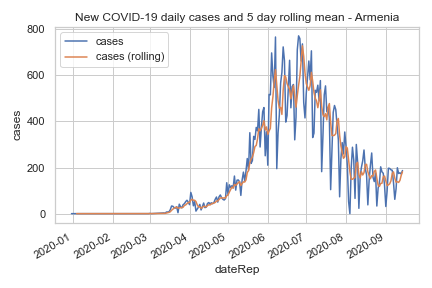 New COVID-19 daily cases and 5 day rolling mean - Armenia
cases
cases (rolling)
800
600
400
200
0
cases
2020-01
2020-02
2020-03
2020-04
2020-05
2020-06
2020-07
2020-08
2020-09
dateRep